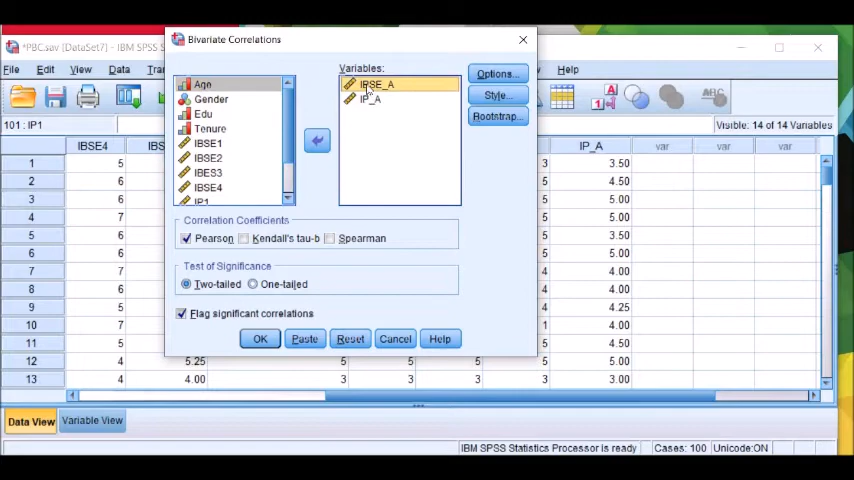 *PBC.sav [DataSet7] - IBM SPSS
Bivariate Correlations
File Edit View Data Tra Help
Variables:
Age
Gender
Edu
Tenure
IBSE1
IBSE2
IBES3
IBSE4
IP1
IPSE_A
IP_A
Options...
Style...
Bootstrap...
Correlation Coefficients
Pearson Kendall's tau-b Spearman
Test of Significance
Two-tailed One-tailed
Flag significant correlations
OK Paste Reset Cancel Help
101 : IP1
Visible: 14 of 14 Variables
IBSE4 IBS IP_A var var var
1 5 3 3.50
2 6 5 4.50
3 6 5 5.00
4 7 5 5.00
5 6 5 3.50
6 6 5 5.00
7 6 4 4.00
8 6 4 4.00
9 5 4 4.25
10 7 1 4.00
11 5 5 4.50
12 4 5.25 5 5 5 5 5.00
13 4 4.00 3 3 3 3 3.00
Data View Variable View
IBM SPSS Statistics Processor is ready Cases: 100 Unicode:ON